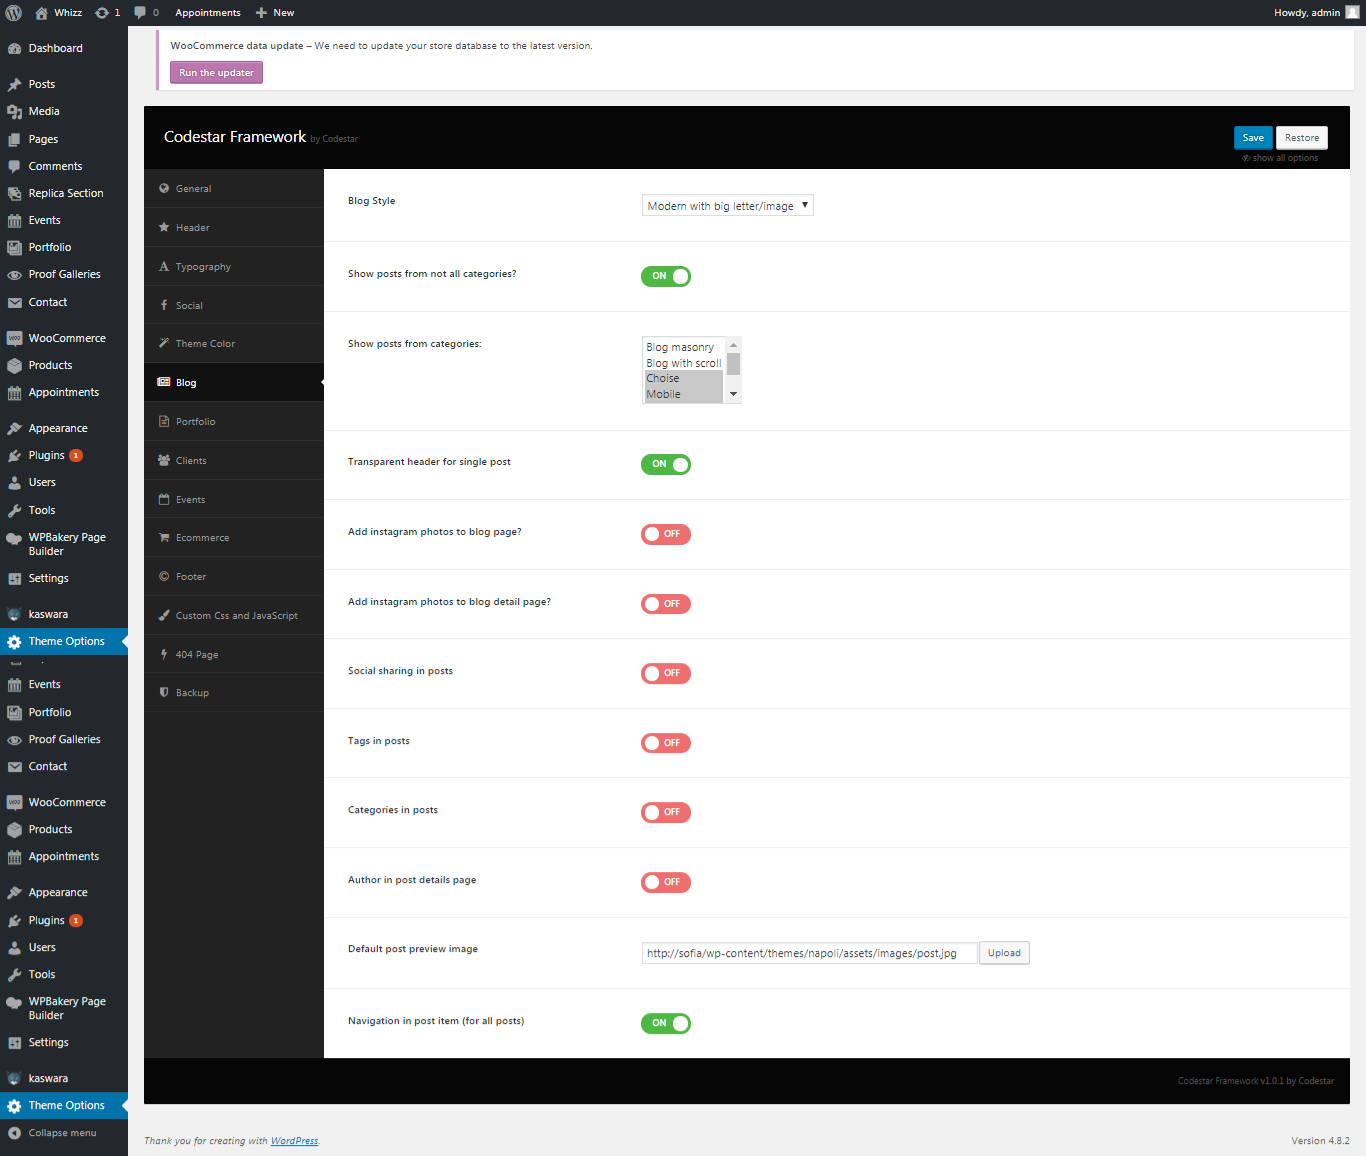 Whizz 1 0 Appointments New Howdy, admin
Dashboard
Posts
Media
Pages
Comments
Replica Section
Events
Portfolio
Proof Galleries
Contact
WooCommerce
Products
Appointments
Appearance
Plugins 1
Users
Tools
WPBakery Page
Builder
Settings
kaswara
Theme Options
Events
Portfolio
Proof Galleries
Contact
WooCommerce
Products
Appointments
Appearance
Plugins 1
Users
Tools
WPBakery Page
Builder
Settings
kaswara
Theme Options
Collapse menu
WooCommerce data update – We need to update your store database to the latest version.
Run the updater
Codestar Framework by Codestar
Save Restore
show all options
General
Header
Typography
Social
Theme Color
Blog
Portfolio
Clients
Events
Ecommerce
Footer
Custom Css and JavaScript
404 Page
Backup
Blog Style Modern with big letter/image
Show posts from not all categories? ON
Show posts from categories: Blog masonry
Blog with scroll
Choise
Mobile
Transparent header for single post ON
Add instagram photos to blog page? OFF
Add instagram photos to blog detail page? OFF
Social sharing in posts OFF
Tags in posts OFF
Categories in posts OFF
Author in post details page OFF
Default post preview image http://sofia/wp-content/themes/napoli/assets/images/post.jpg Upload
Navigation in post item (for all posts) ON
Codestar Framework v1.0.1 by Codestar
Thank you for creating with WordPress. Version 4.8.2